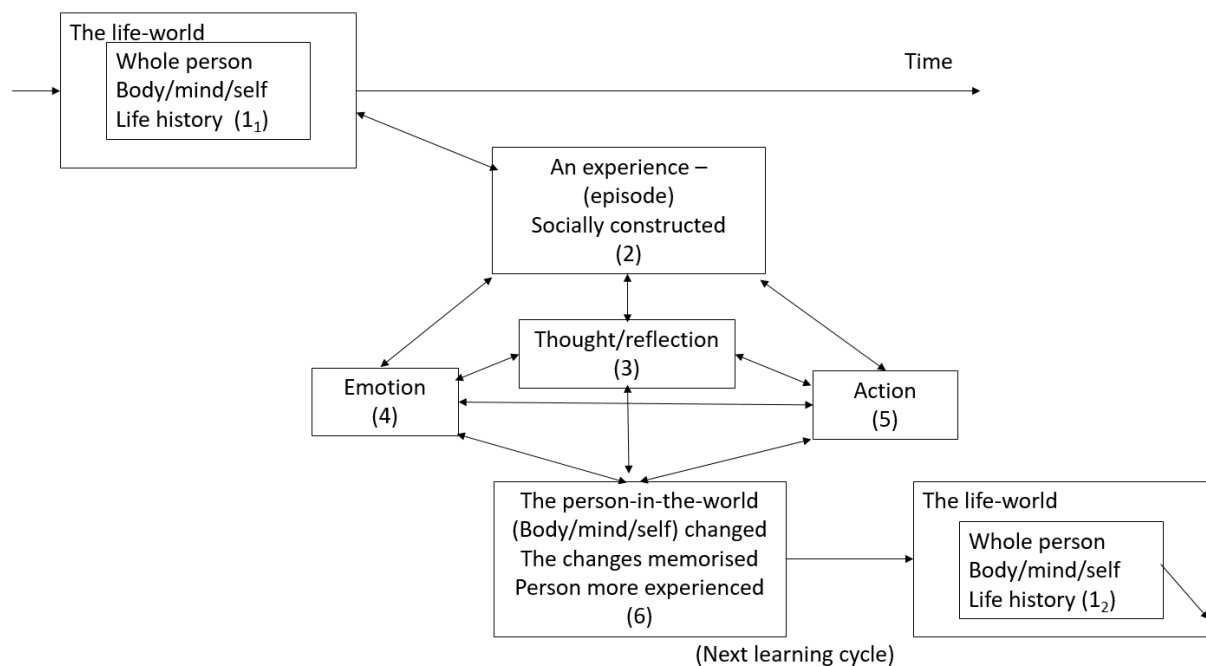 The life-world
Whole person
Body/mind/self
Life history (1₁)
Time
An experience –
(episode)
Socially constructed
(2)
Thought/reflection
(3)
Emotion
(4)
Action
(5)
The person-in-the-world
(Body/mind/self) changed
The changes memorised
Person more experienced
(6)
The life-world
Whole person
Body/mind/self
Life history (1₂)
(Next learning cycle)